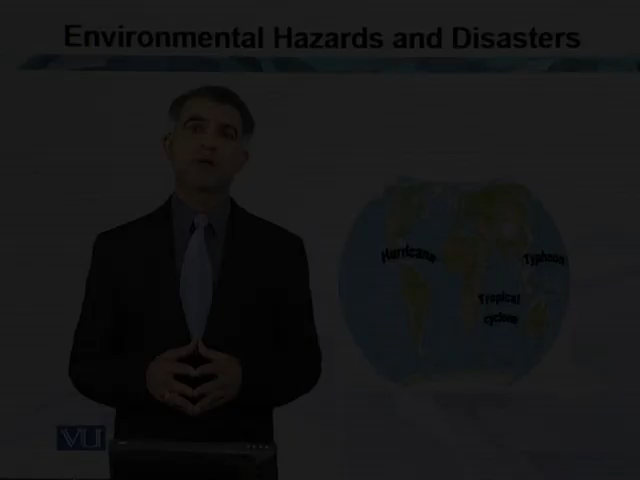 Environmental Hazards and Disasters
Hurricane
Typhoon
Tropical
cyclone
VU